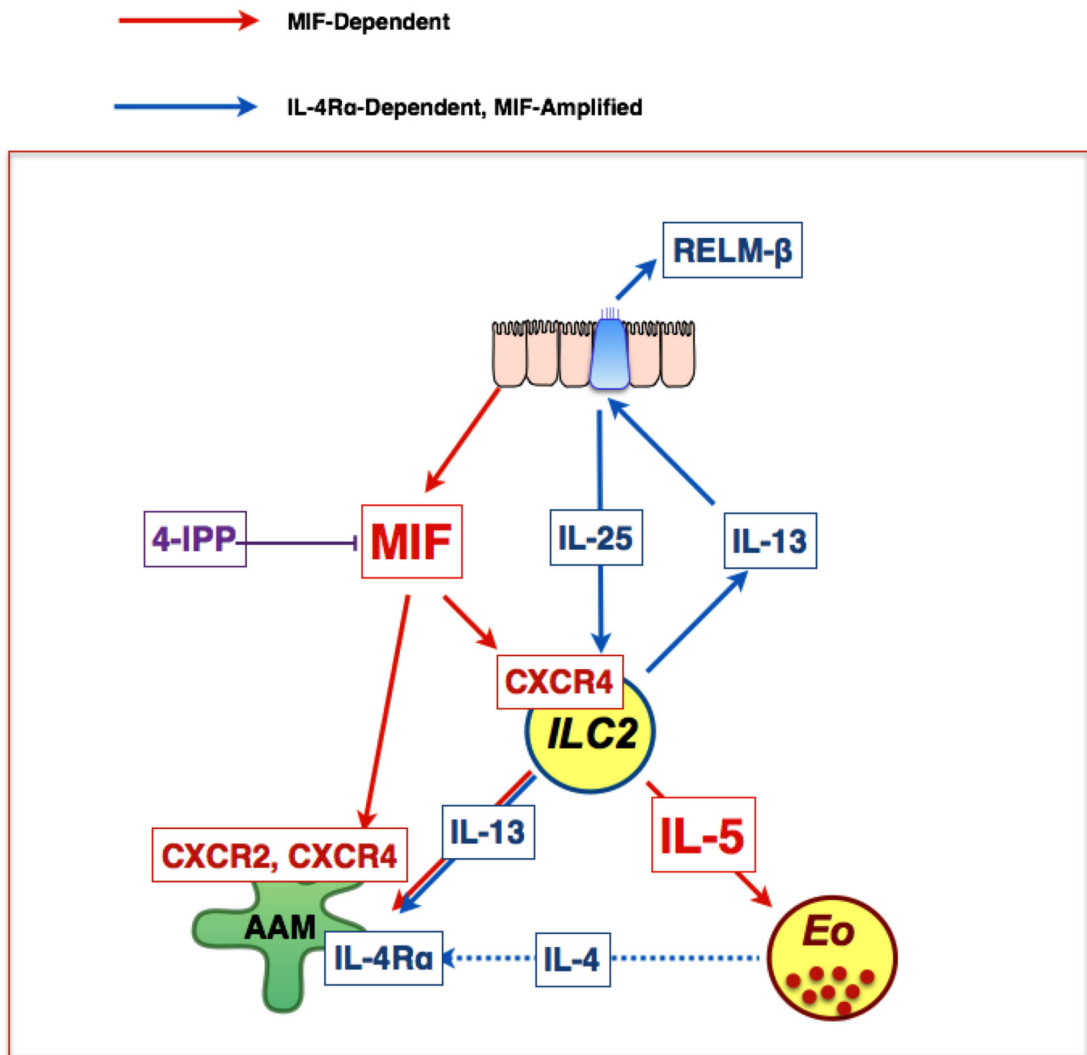 MIF-Dependent
IL-4Rα-Dependent, MIF-Amplified
RELM-β
4-IPP
MIF
IL-25
IL-13
CXCR4
ILC2
IL-13
IL-5
CXCR2, CXCR4
AAM
IL-4Rα
IL-4
Eo